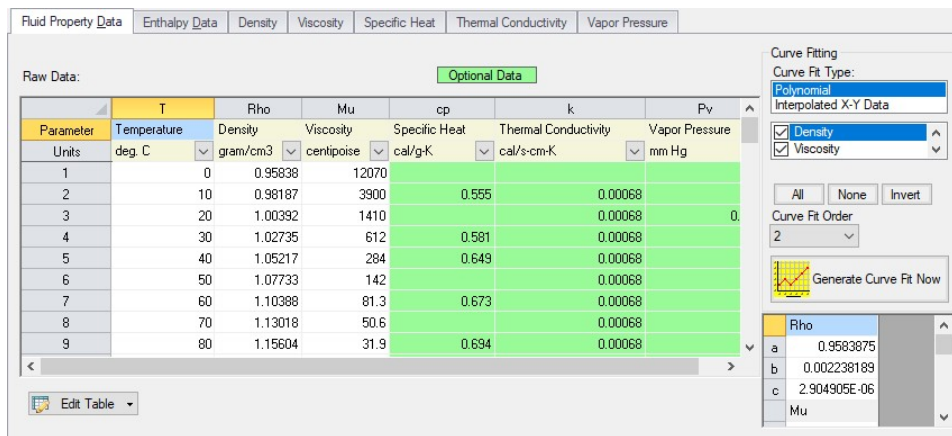 Fluid Property Data Enthalpy Data Density Viscosity Specific Heat Thermal Conductivity Vapor Pressure
Raw Data: Optional Data
T Rho Mu cp k Pv
Parameter Temperature Density Viscosity Specific Heat Thermal Conductivity Vapor Pressure
Units deg. C gram/cm3 centipoise cal/g-K cal/s-cm-K mm Hg
1 0 0.95838 12070
2 10 0.98187 3900 0.555 0.00068
3 20 1.00392 1410 0.00068 0.
4 30 1.02735 612 0.581 0.00068
5 40 1.05217 284 0.649 0.00068
6 50 1.07733 142 0.00068
7 60 1.10388 81.3 0.673 0.00068
8 70 1.13018 50.6 0.00068
9 80 1.15604 31.9 0.694 0.00068
Edit Table
Curve Fitting
Curve Fit Type:
Polynomial
Interpolated X-Y Data
Density
Viscosity
All None Invert
Curve Fit Order
2
Generate Curve Fit Now
Rho
a 0.9583875
b 0.002238189
c 2.904905E-06
Mu